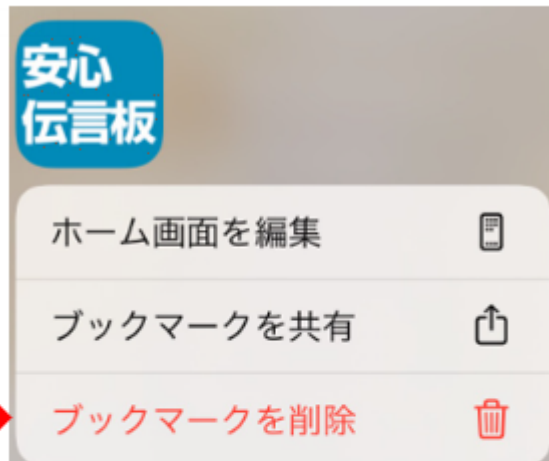 安心
伝言板
ホーム画面を編集
ブックマークを共有
ブックマークを削除